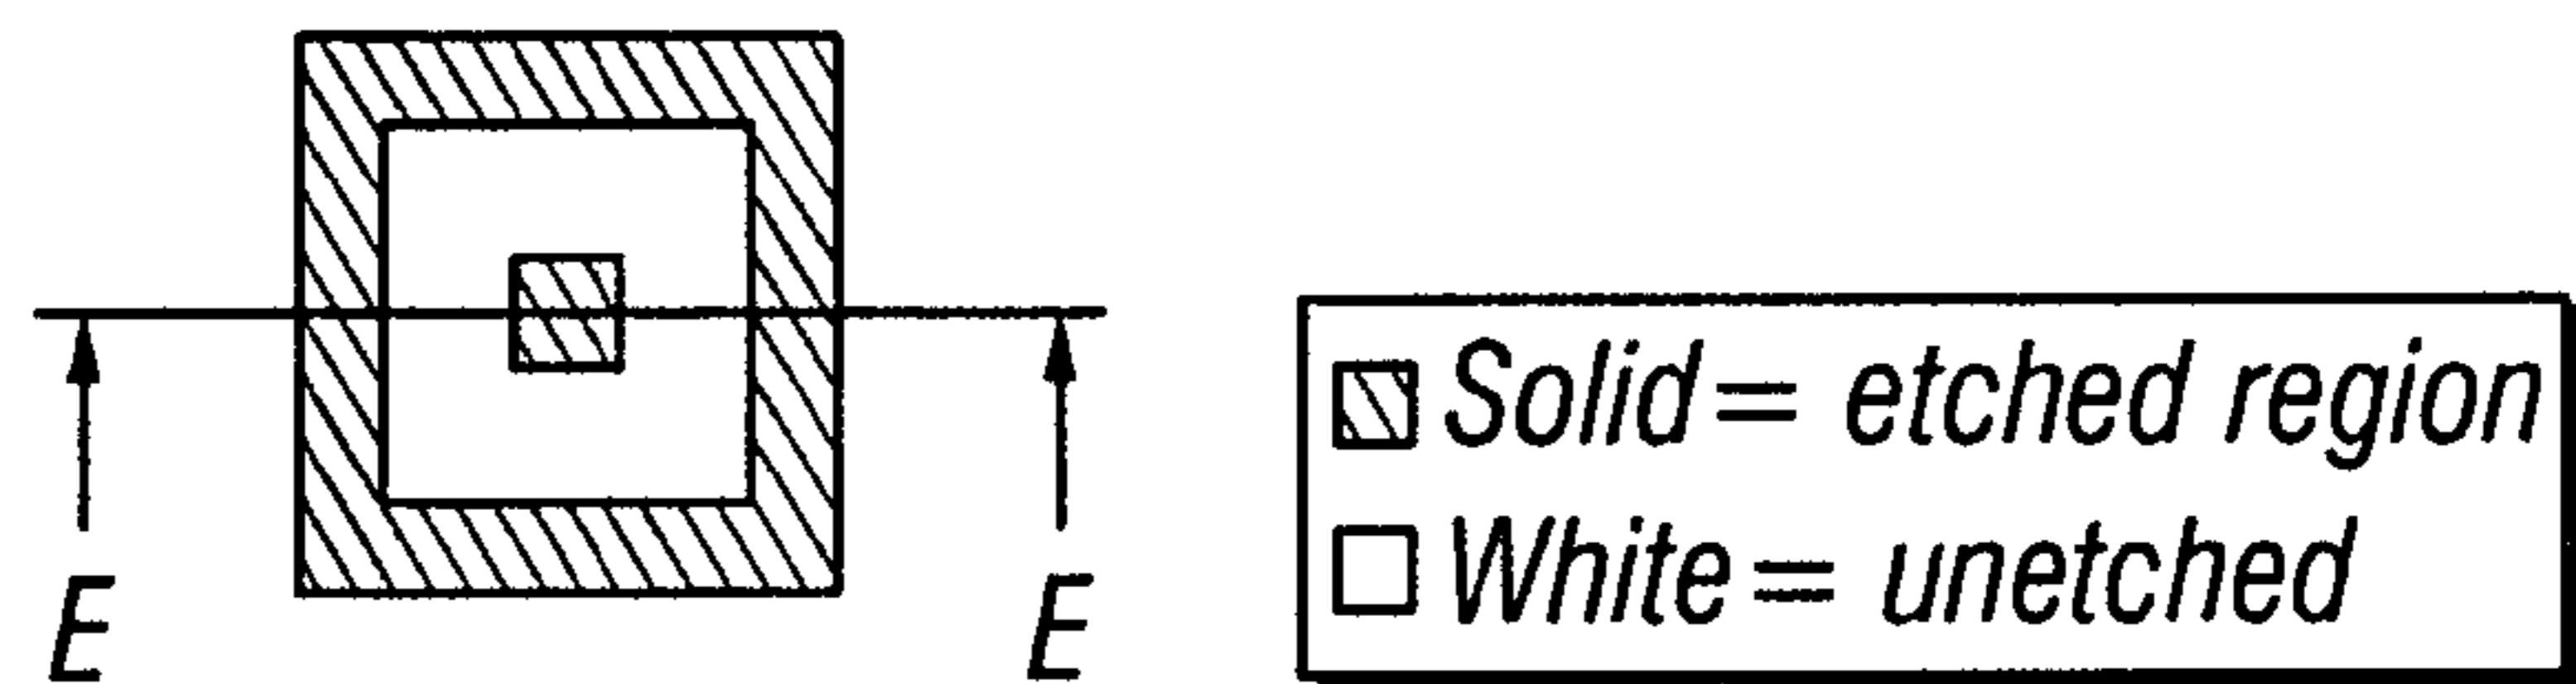 E
E
Solid = etched region
White = unetched